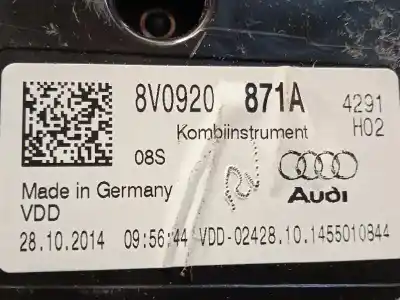 8V0920 871A 4291
Kombiinstrument H02
08S
Audi
Made in Germany
VDD
28.10.2014 09:56:44 VDD-02428.10.1455010844